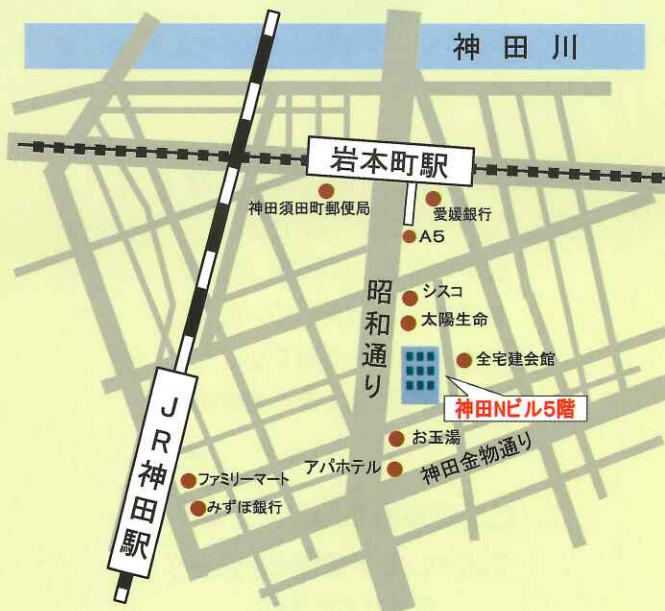 神田川
岩本町駅
神田須田町郵便局
愛媛銀行
A5
昭和通り
シスコ
太陽生命
全宅建会館
神田Nビル5階
JR神田駅
お玉湯
アパホテル
神田金物通り
ファミリーマート
みずほ銀行